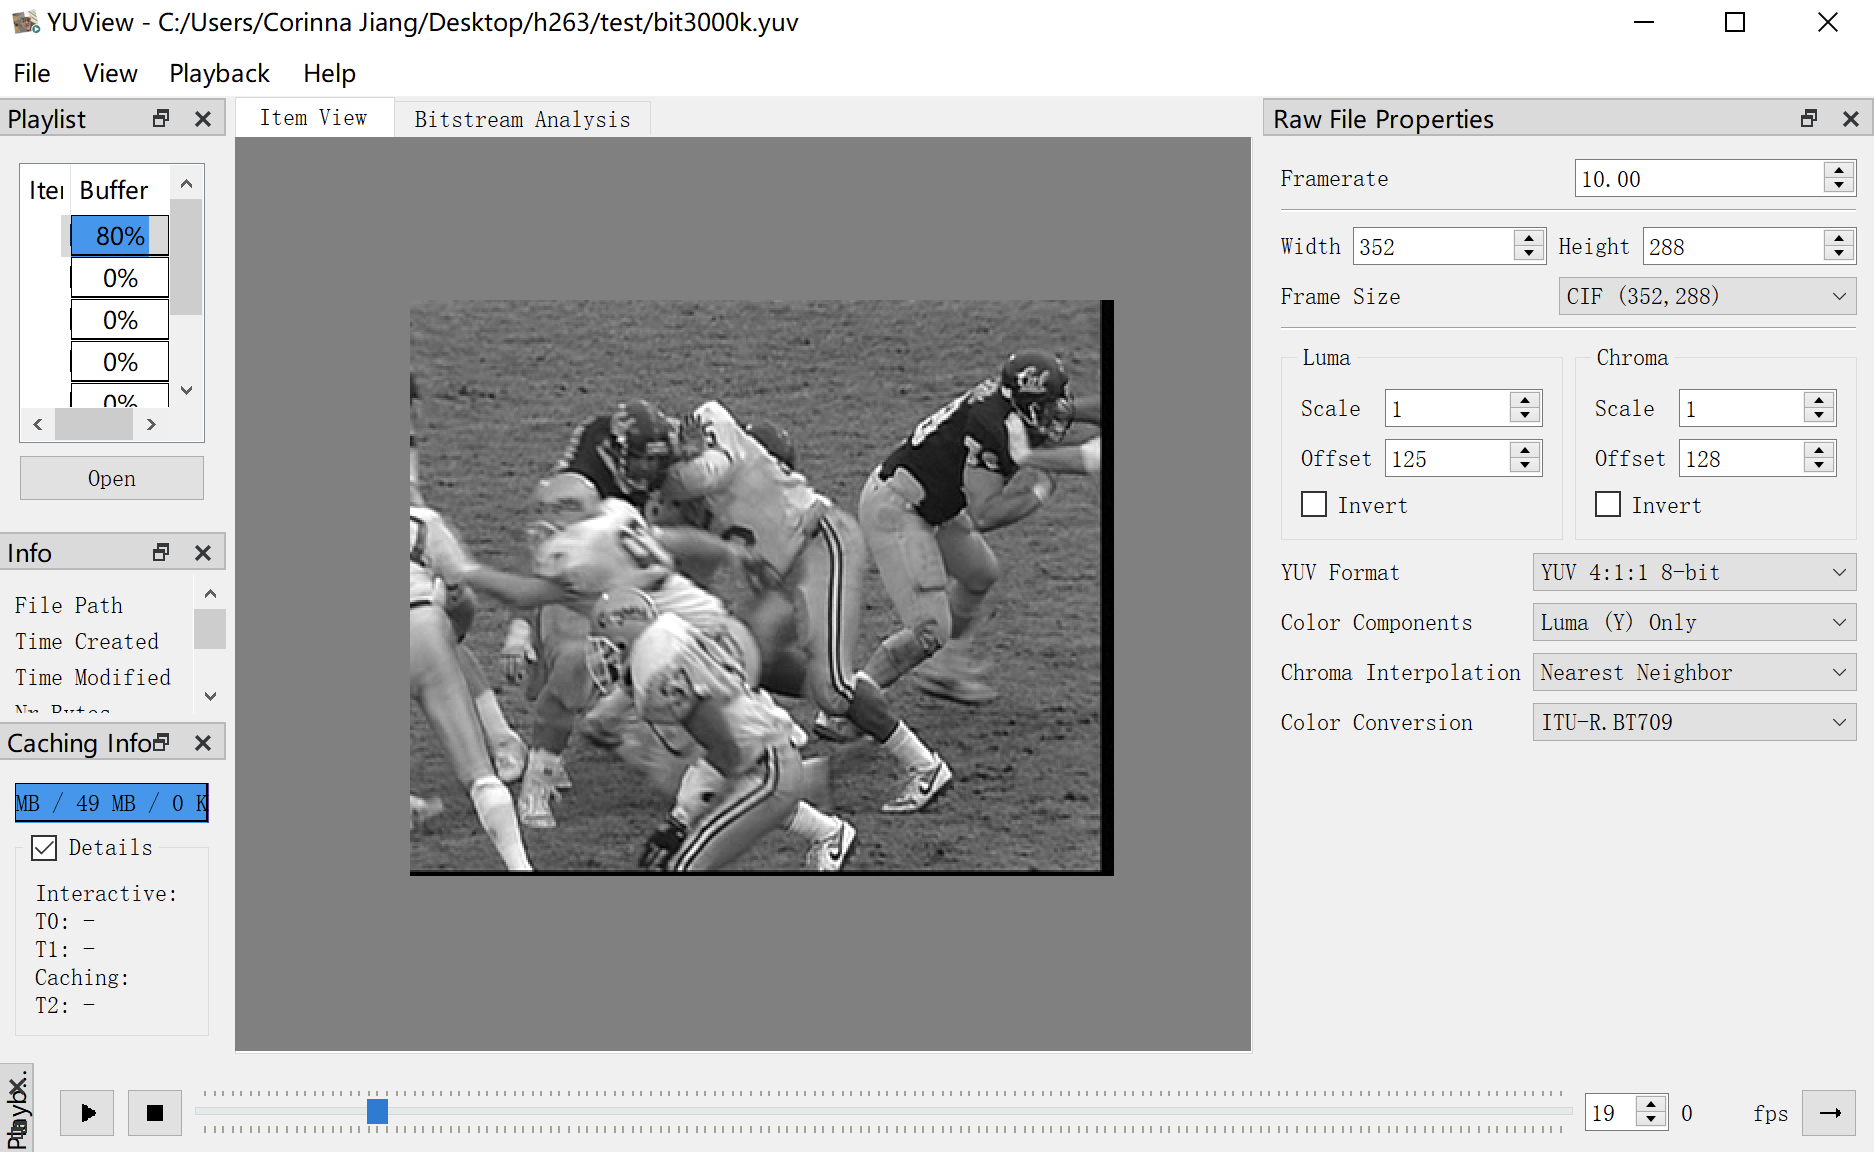 YUView - C:/Users/Corinna Jiang/Desktop/h263/test/bit3000k.yuv
File View Playback Help
Playlist
Buffer
80%
0%
0%
0%
0%
Open
Info
File Path
Time Created
Time Modified
Nr Bytes
Caching Info
MB / 49 MB / 0 K
Details
Interactive:
T0: -
T1: -
Caching:
T2: -
Item View
Bitstream Analysis
Cal
Raw File Properties
Framerate 10.00
Width 352 Height 288
Frame Size CIF (352,288)
Luma
Scale 1
Offset 125
Invert
Chroma
Scale 1
Offset 128
Invert
YUV Format YUV 4:1:1 8-bit
Color Components Luma (Y) Only
Chroma Interpolation Nearest Neighbor
Color Conversion ITU-R.BT709
19 0 fps